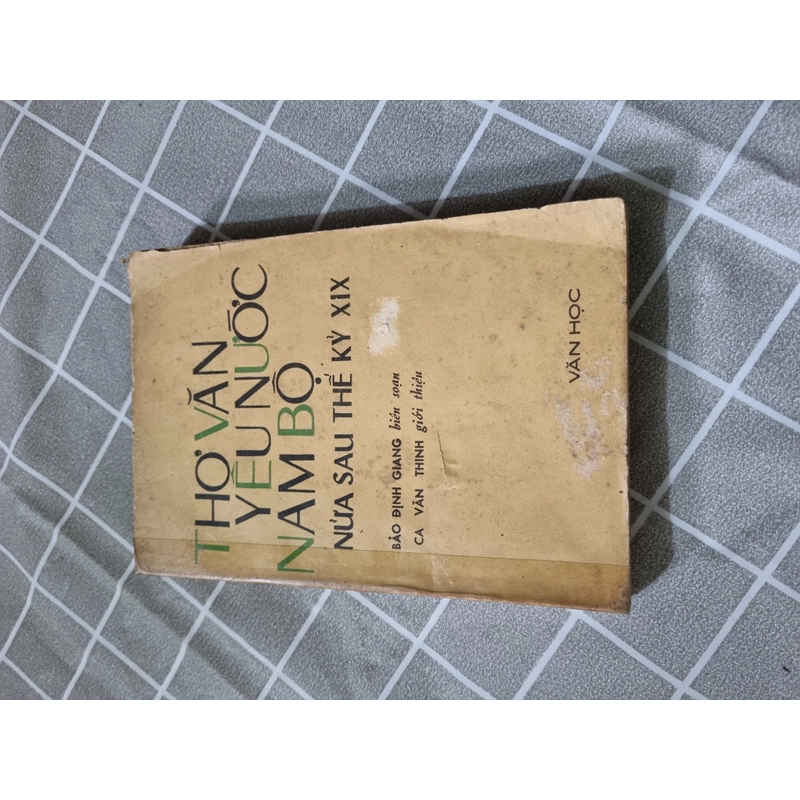 THƠ VĂN
YÊU NƯỚC
NAM BỘ
NỬA SAU THẾ KỶ XIX
BẢO ĐỊNH GIANG biên soạn
CA VĂN THỈNH giới thiệu
VĂN HỌC